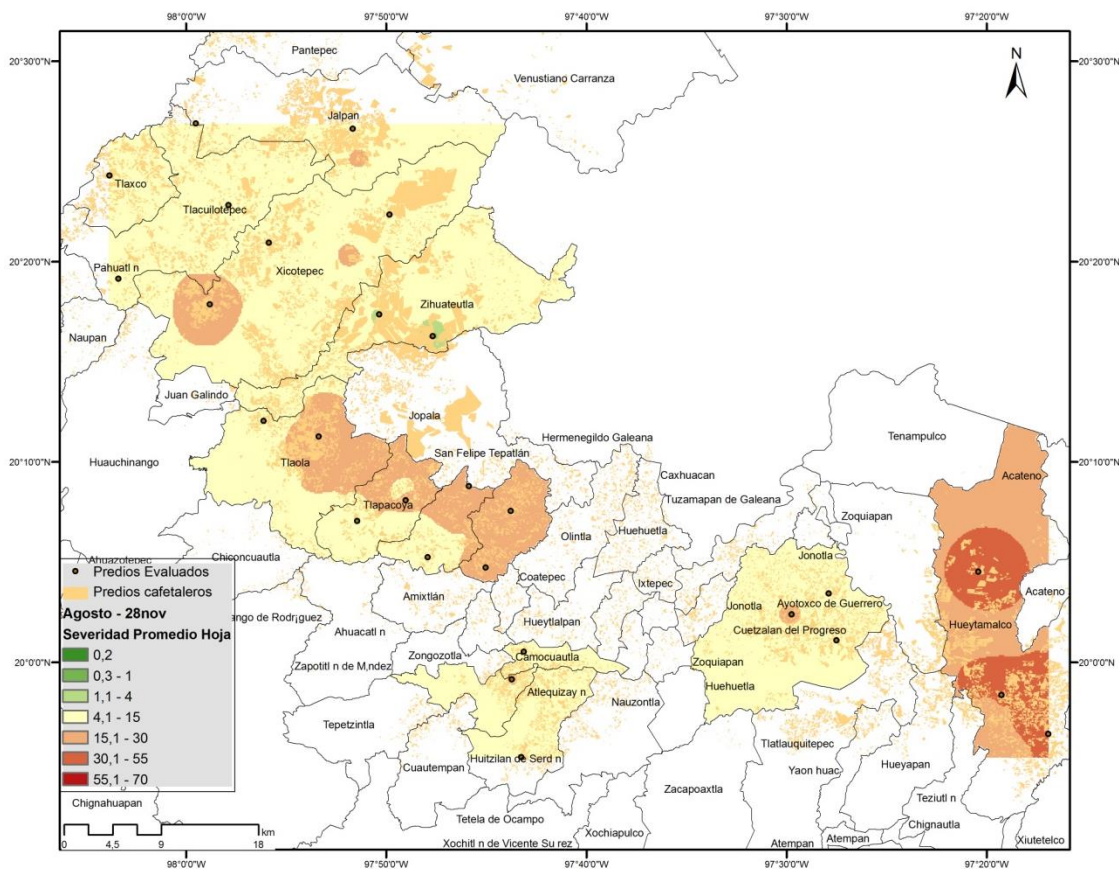 98°0'0"W 97°50'0"W 97°40'0"W 97°30'0"W 97°20'0"W
20°30'0"N
20°30'0"N
N
Pantepec
Venustiano Carranza
Jalpan
Tlaxco
Tlacuilotepec
20°20'0"N
20°20'0"N
Pahuatl n
Xicotepec
Zihuateutla
Naupan
Juan Galindo
Jopala
Tenampulco
Hermenegildo Galeana
Huauchinango
20°10'0"N
20°10'0"N
Tlaola
San Felipe Tepatlán
Caxhuacan
Acateno
Tuzamapan de Galeana
Tlapacoya
Zoquiapan
Olintla
Huehuetla
Jonotla
Ahuazotepec
Chiconcuautla
Coatepec
Ixtepec
Acateno
Amixtlán
Jonotla
Ayotoxco de Guerrero
ango de Rodr¡guez
Hueytlalpan
Cuetzalan del Progreso
Hueytamalco
Ahuacatl n
Zapotitl n de M‚ndez
Zongozotla
Camocuautla
Zoquiapan
20°0'0"N
20°0'0"N
Huehuetla
Atlequizay n
Nauzontla
Tepetzintla
Tlatlauquitepec
Huitzilan de Serd n
Cuautempan
Yaon huac
Hueyapan
Zacapoaxtla
Teziutl n
Chignahuapan
Tetela de Ocampo
Chignautla
Xochiapulco
Atempan
Xochitl n de Vicente Su rez
Atempan
Xiutetelco
Predios Evaluados
Predios cafetaleros
Agosto - 28nov
Severidad Promedio Hoja
0,2
0,3 - 1
1,1 - 4
4,1 - 15
15,1 - 30
30,1 - 55
55,1 - 70
km
0 4,5 9 18
98°0'0"W 97°50'0"W 97°40'0"W 97°30'0"W 97°20'0"W